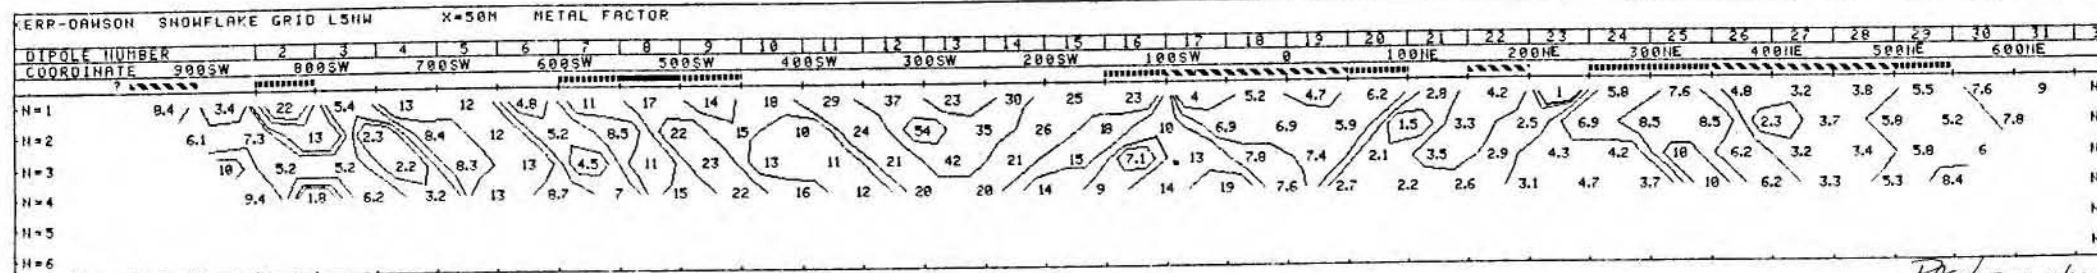 KERR-DAWSON SNOWFLAKE GRID L5NW X=50M METAL FACTOR
DIPOLE NUMBER 2 3 4 5 6 7 8 9 10 11 12 13 14 15 16 17 18 19 20 21 22 23 24 25 26 27 28 29 30 31
COORDINATE 900SW 800SW 700SW 600SW 500SW 400SW 300SW 200SW 100SW 0 100NE 200NE 300NE 400NE 500NE 600NE
?
N=1 8.4 3.4 22 5.4 13 12 4.8 11 17 14 18 29 37 23 30 25 23 4 5.2 4.7 6.2 2.8 4.2 1 5.8 7.6 4.8 3.2 3.8 5.5 7.6 9 N
N=2 6.1 7.3 13 2.3 8.4 12 5.2 8.5 22 15 10 24 54 35 26 18 10 6.9 6.9 5.9 1.5 3.3 2.5 6.9 8.5 8.5 2.3 3.7 5.8 5.2 7.8 N
N=3 10 5.2 5.2 2.2 8.3 13 4.5 11 23 13 11 21 42 21 15 7.1 13 7.8 7.4 2.1 3.5 2.9 4.3 4.2 10 6.2 3.2 3.4 5.8 6 N
N=4 9.4 1.8 6.2 3.2 13 8.7 7 15 22 16 12 20 20 14 9 14 19 7.6 2.7 2.2 2.6 3.1 4.7 3.7 10 6.2 3.3 5.3 8.4 N
N=5 N
N=6